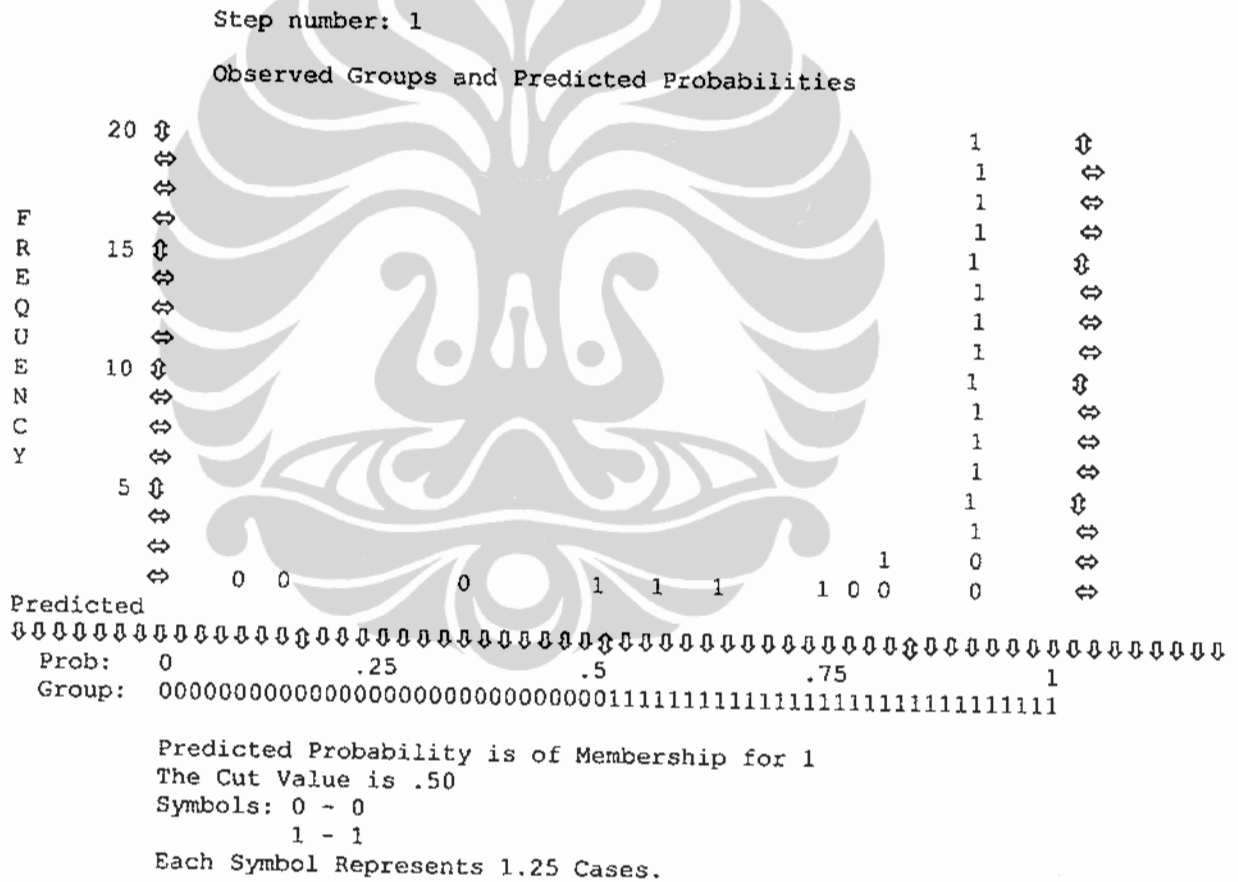 Step number: 1
Observed Groups and Predicted Probabilities
20 ⇕ 1 ⇕
⇔ 1 ⇔
⇔ 1 ⇔
F ⇔ 1 ⇔
R 15 ⇕ 1 ⇕
E ⇔ 1 ⇔
Q ⇔ 1 ⇔
U ⇔ 1 ⇔
E 10 ⇕ 1 ⇕
N ⇔ 1 ⇔
C ⇔ 1 ⇔
Y ⇔ 1 ⇔
5 ⇕ 1 ⇕
⇔ 1 ⇔
⇔ 1 0 ⇔
⇔ 0 0 0 1 1 1 1 0 0 0 ⇔
Predicted
⇩⇩⇩⇩⇩⇩⇩⇩⇩⇩⇩⇩⇩⇩⇕⇩⇩⇩⇩⇩⇩⇩⇩⇩⇩⇩⇩⇩⇩⇕⇩⇩⇩⇩⇩⇩⇩⇩⇩⇩⇩⇩⇩⇩⇕⇩⇩⇩⇩⇩⇩⇩⇩⇩⇩⇩⇩⇩⇩⇩
Prob: 0 .25 .5 .75 1
Group: 000000000000000000000000000000111111111111111111111111111111
Predicted Probability is of Membership for 1
The Cut Value is .50
Symbols: 0 - 0
1 - 1
Each Symbol Represents 1.25 Cases.